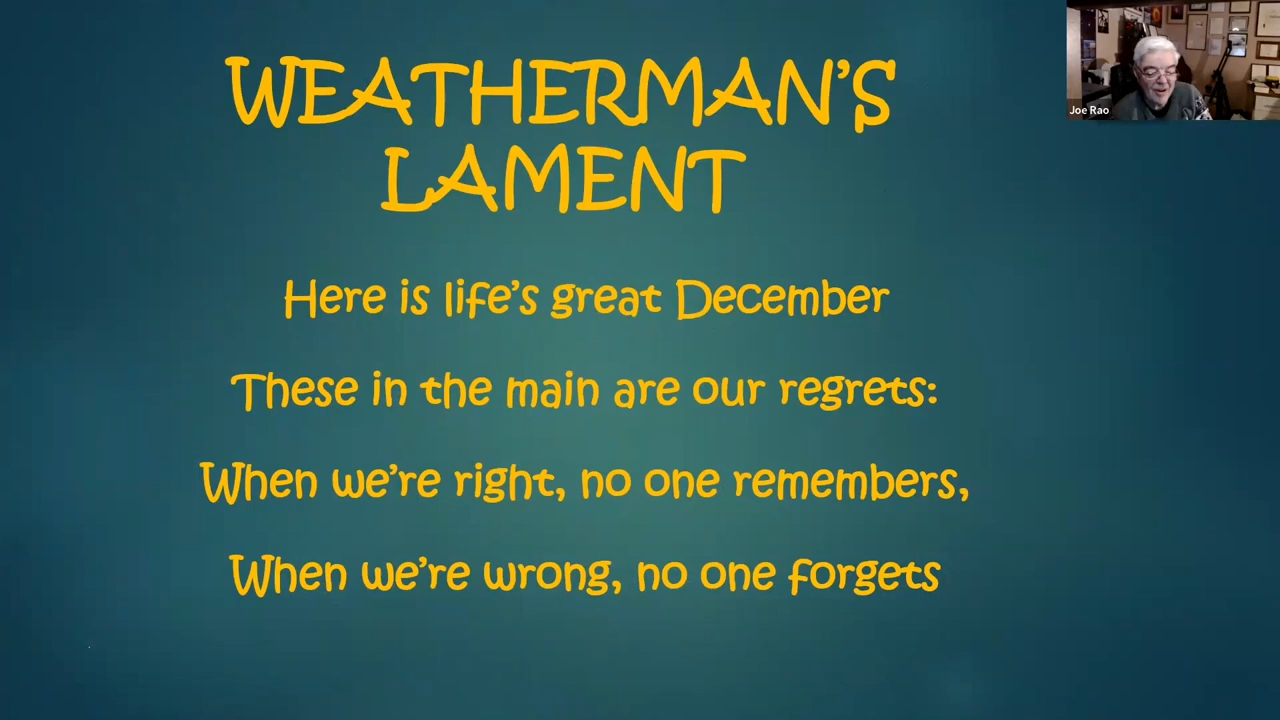 WEATHERMAN'S
LAMENT
Joe Rao
Here is life's great December
These in the main are our regrets:
When we're right, no one remembers,
When we're wrong, no one forgets